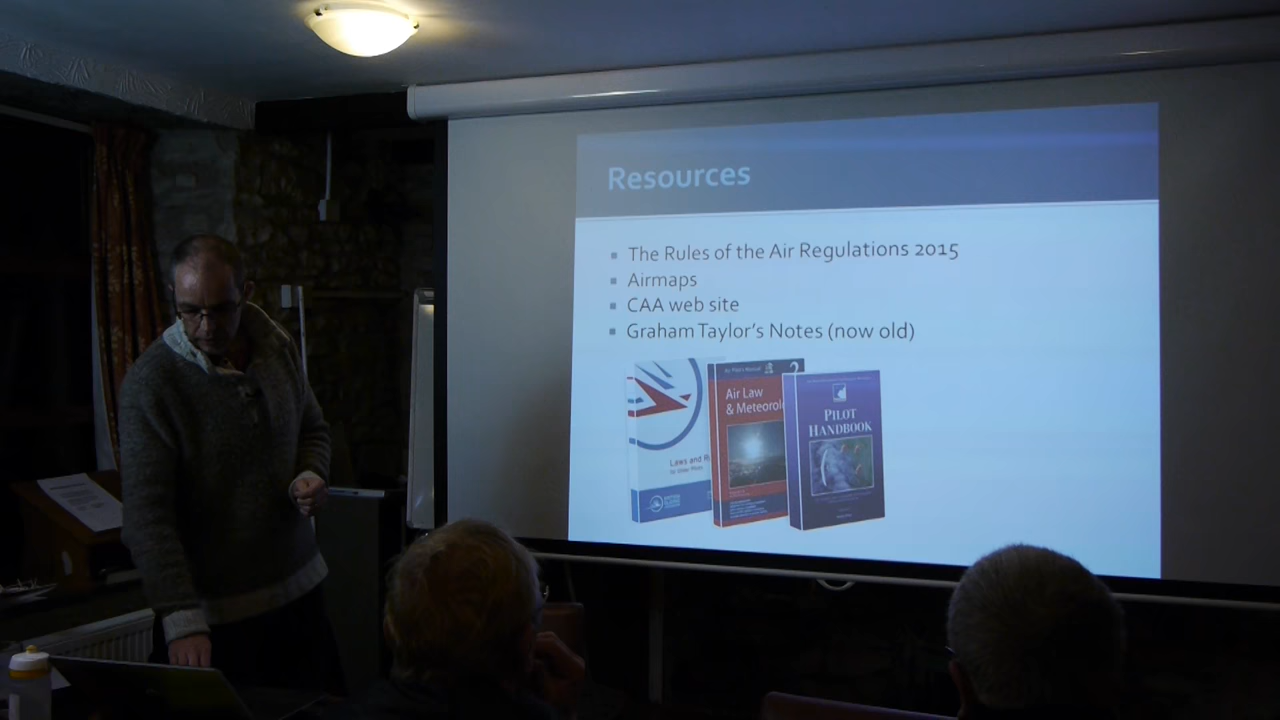 Resources
The Rules of the Air Regulations 2015
Airmaps
CAA web site
Graham Taylor's Notes (now old)
Laws and
2
Air Law
& Meteorol
PILOT
HANDBOOK